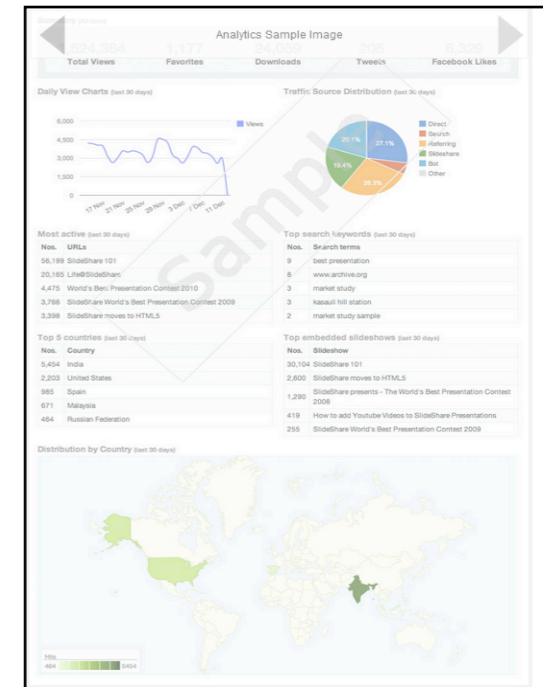 Analytics Sample Image
1,177 24,059 205 6,329
Total Views Favorites Downloads Tweets Facebook Likes
Daily View Charts (last 30 days)
Traffic Source Distribution (last 30 days)
6,000
4,500
3,000
1,500
0
17 Nov 21 Nov 25 Nov 29 Nov 3 Dec 7 Dec 11 Dec
Views
20.1%
27.1%
19.4%
Direct
Search
Referring
Slideshare
Bot
Other
Sample
Most active (last 30 days)
Nos. URLs
56,199 SlideShare 101
20,165 Life@SlideShare
4,475 World's Best Presentation Contest 2010
3,766 SlideShare World's Best Presentation Contest 2009
3,398 SlideShare moves to HTML5
Top search keywords (last 30 days)
Nos. Search terms
9 best presentation
6 www.archive.org
3 market study
3 kasauli hill station
2 market study sample
Top 5 countries (last 30 days)
Nos. Country
5,454 India
2,203 United States
985 Spain
671 Malaysia
464 Russian Federation
Top embedded slideshows (last 30 days)
Nos. Slideshow
30,104 SlideShare 101
2,600 SlideShare moves to HTML5
1,290 SlideShare presents - The World's Best Presentation Contest
2008
419 How to add Youtube Videos to SlideShare Presentations
255 SlideShare World's Best Presentation Contest 2009
Distribution by Country (last 30 days)
Hits
464 5454